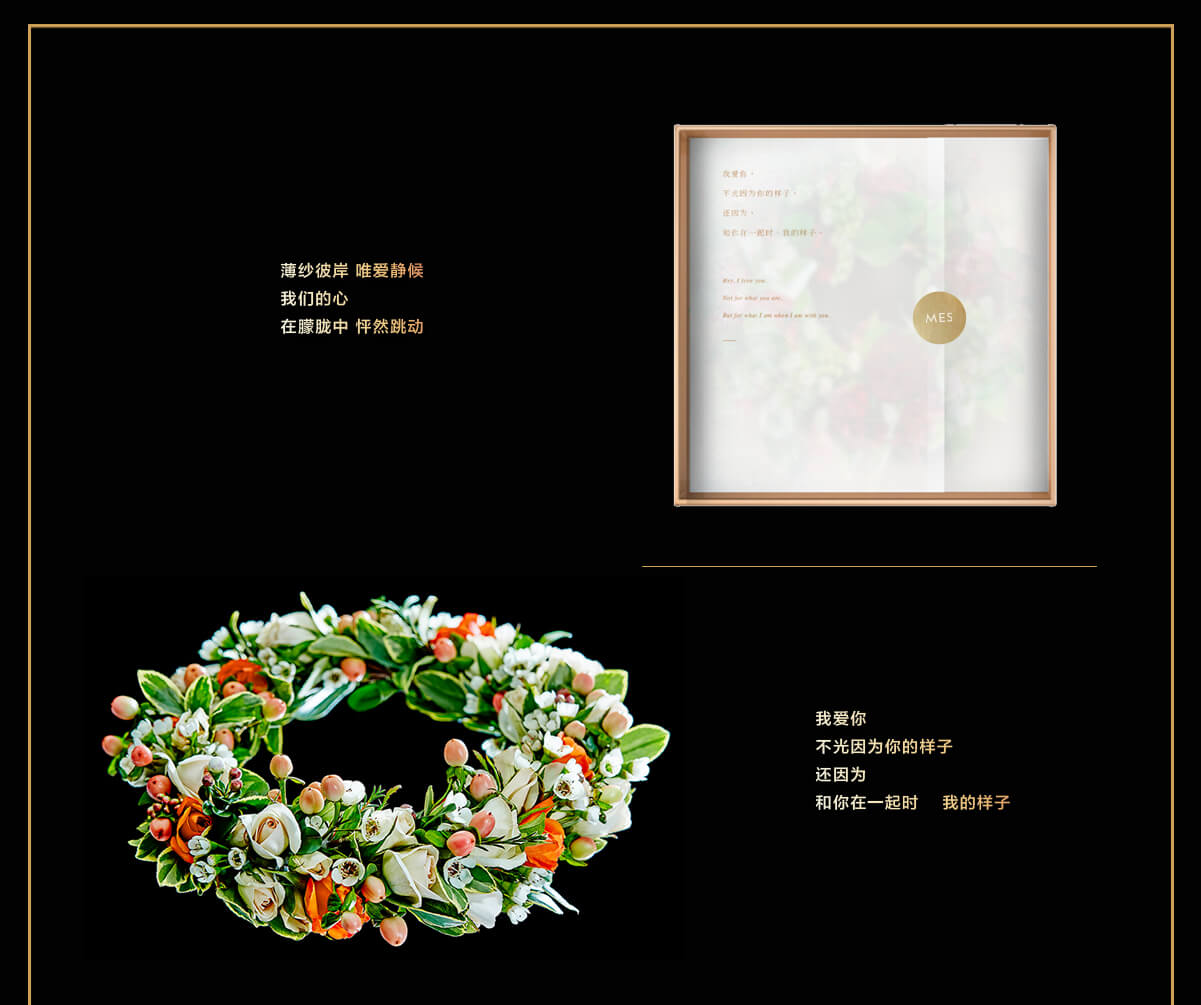 薄纱彼岸 唯爱静候
我们的心
在朦胧中 怦然跳动
我爱你，
不光因为你的样子，
还因为，
和你在一起时，我的样子。
Hey, I love you.
Not for what you are,
But for what I am when I am with you.
MES
我爱你
不光因为你的样子
还因为
和你在一起时 我的样子